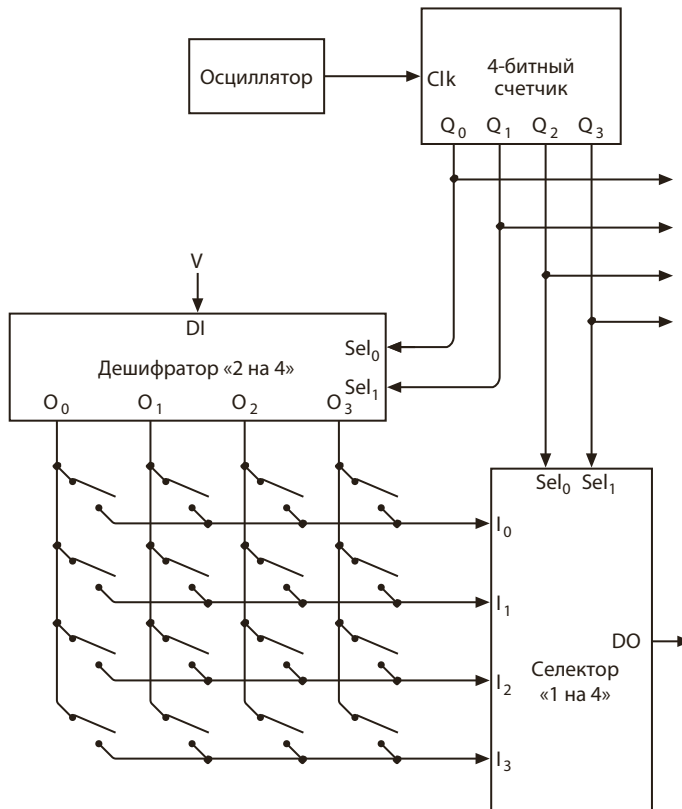 Осциллятор
Clk
4-битный
счетчик
Q0 Q1 Q2 Q3
V
DI
Sel0
Дешифратор «2 на 4»
Sel1
O0 O1 O2 O3
Sel0 Sel1
I0
I1
DO
Селектор
«1 на 4»
I2
I3